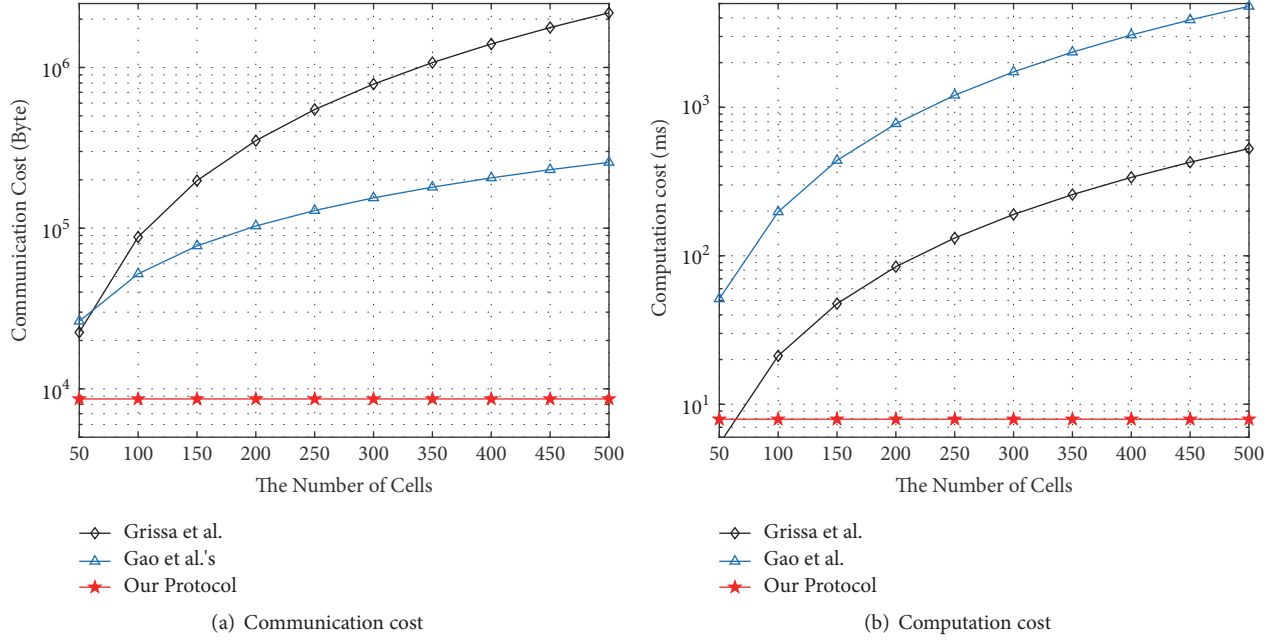 10^6
10^5
10^4
Communication Cost (Byte)
50 100 150 200 250 300 350 400 450 500
The Number of Cells
Grissa et al.
Gao et al.'s
Our Protocol
(a) Communication cost
10^3
10^2
10^1
Computation cost (ms)
50 100 150 200 250 300 350 400 450 500
The Number of Cells
Grissa et al.
Gao et al.
Our Protocol
(b) Computation cost